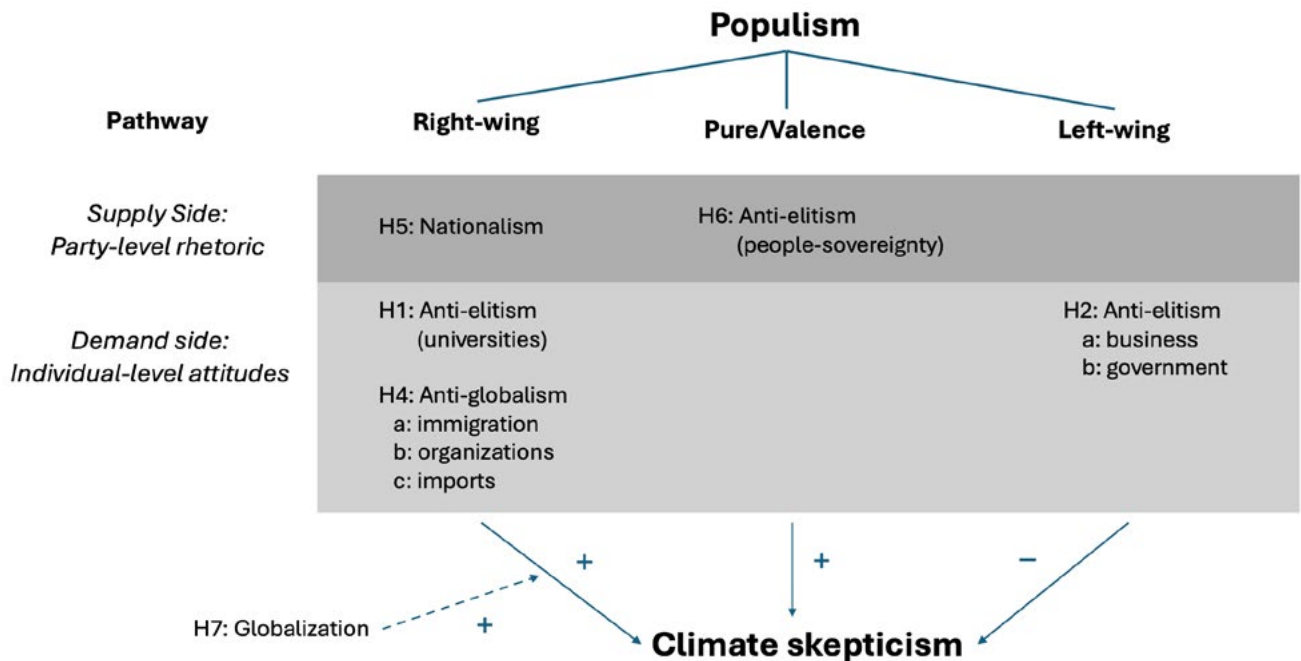 Populism
Pathway
Right-wing
Pure/Valence
Left-wing
Supply Side:
Party-level rhetoric
H5: Nationalism
H6: Anti-elitism
(people-sovereignty)
Demand side:
Individual-level attitudes
H1: Anti-elitism
(universities)
H4: Anti-globalism
a: immigration
b: organizations
c: imports
H2: Anti-elitism
a: business
b: government
+
+
−
H7: Globalization
+
Climate skepticism